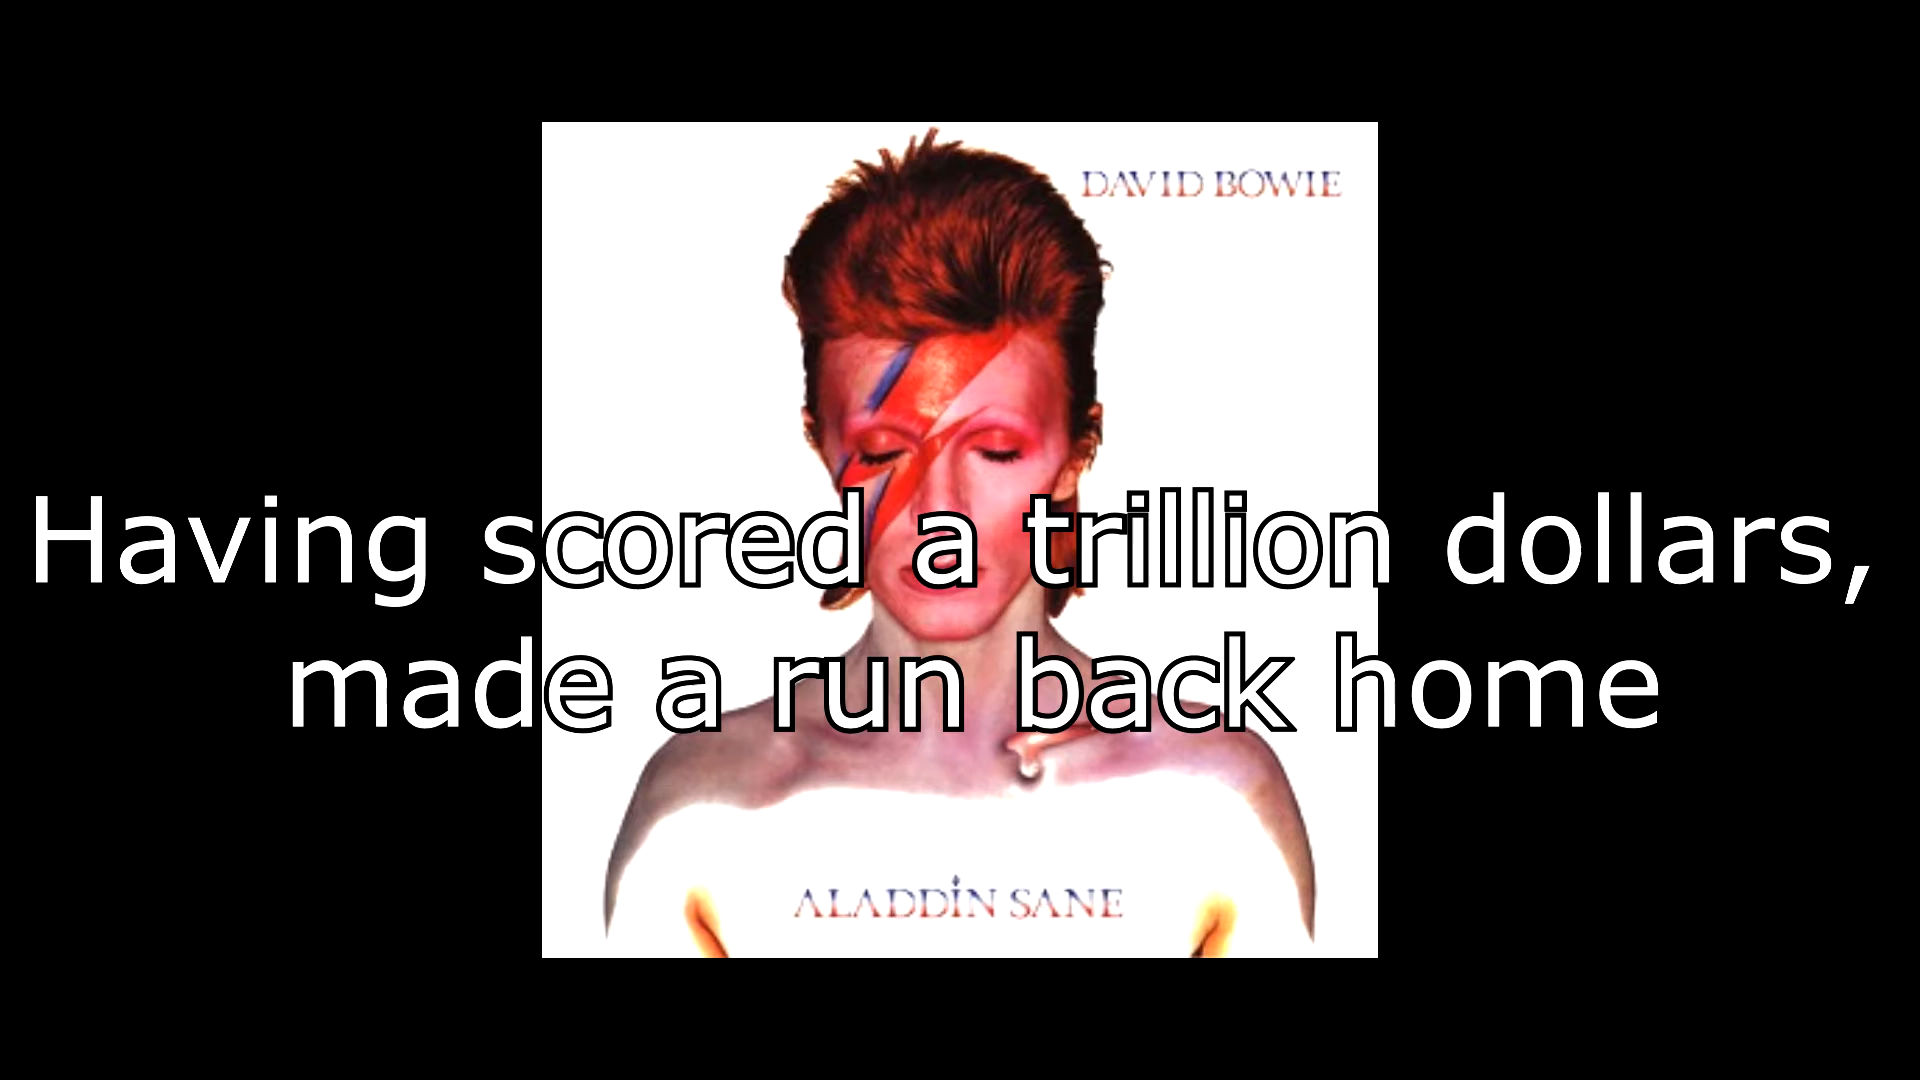 DAVID BOWIE
Having scored a trillion dollars,
made a run back home
ALADDIN SANE